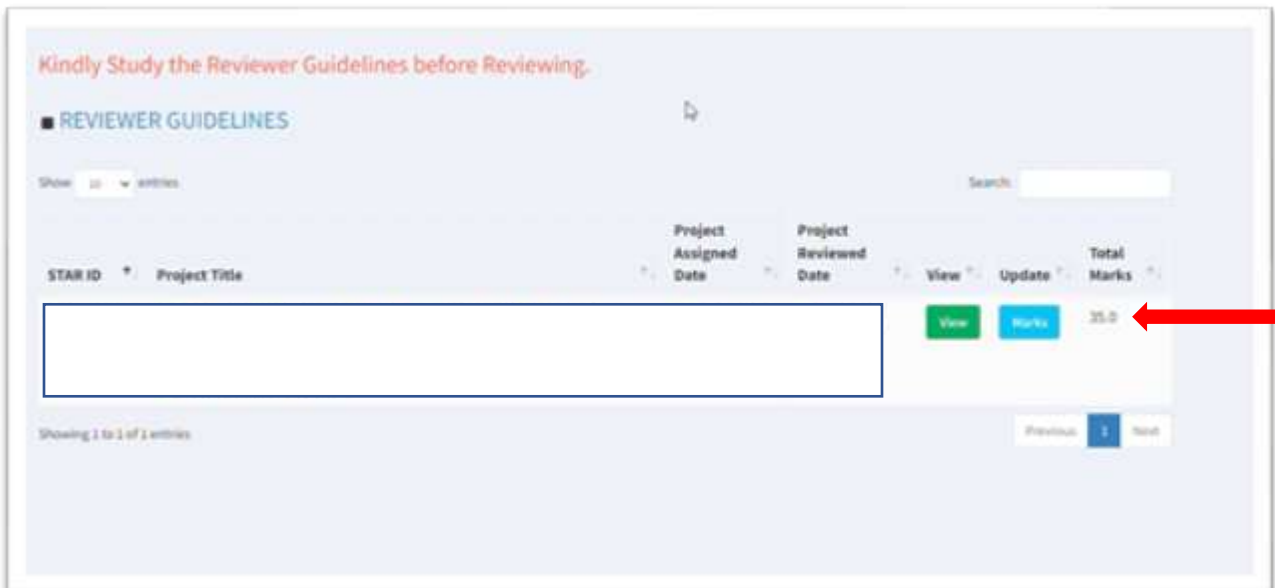 Kindly Study the Reviewer Guidelines before Reviewing.
REVIEWER GUIDELINES
Show 10 entries
Search:
STAR ID Project Title Project Assigned Date Project Reviewed Date View Update Total Marks
View Marks 35.0
Showing 1 to 1 of 1 entries
Previous 1 Next